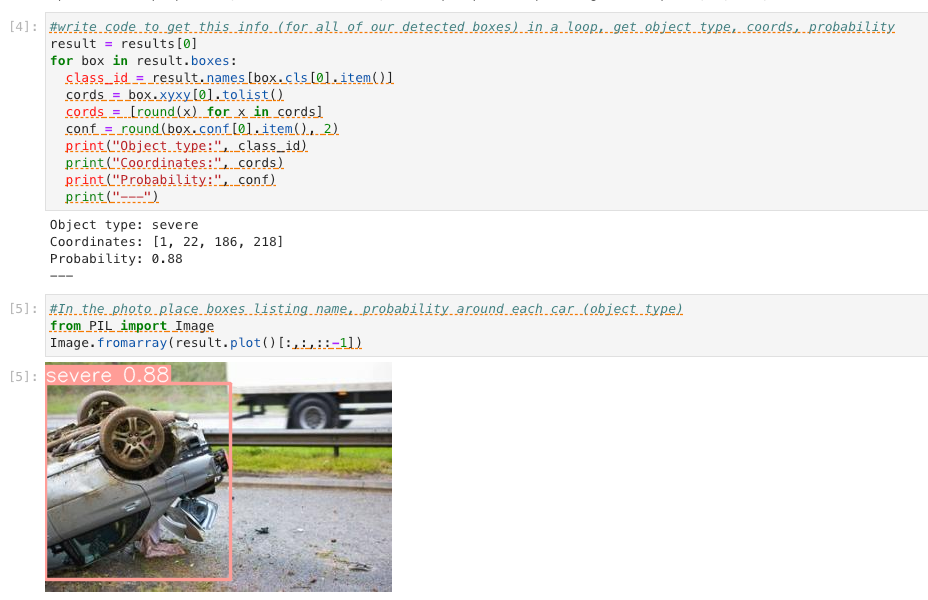 [4]: #write code to get this info (for all of our detected boxes) in a loop, get object type, coords, probability
result = results[0]
for box in result.boxes:
  class_id = result.names[box.cls[0].item()]
  cords = box.xyxy[0].tolist()
  cords = [round(x) for x in cords]
  conf = round(box.conf[0].item(), 2)
  print("Object type:", class_id)
  print("Coordinates:", cords)
  print("Probability:", conf)
  print("---")
Object type: severe
Coordinates: [1, 22, 186, 218]
Probability: 0.88
---
[5]: #In the photo place boxes listing name, probability around each car (object type)
from PIL import Image
Image.fromarray(result.plot()[:,:,::-1])
[5]:
severe 0.88